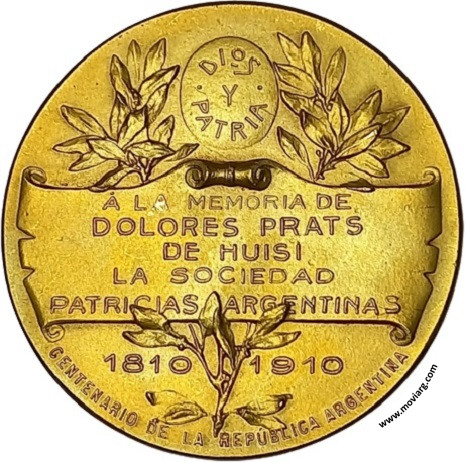 DIOS
Y
PATRIA
A LA MEMORIA DE
DOLORES PRATS
DE HUISI
LA SOCIEDAD
PATRICIAS ARGENTINAS
1810 1910
CENTENARIO DE LA REPUBLICA ARGENTINA
www.moviarg.com